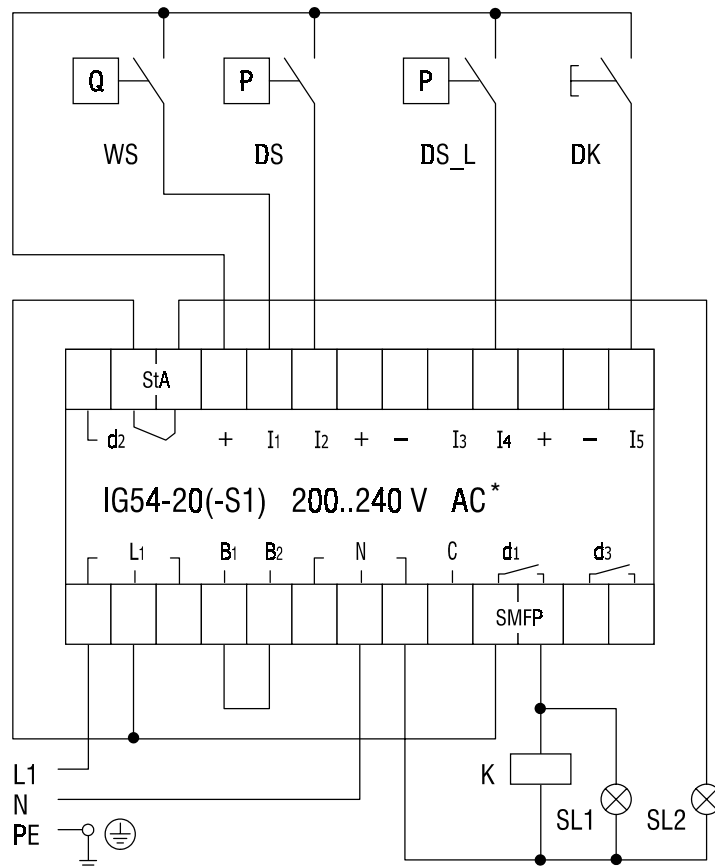 Q P P
WS DS DS_L DK
StA
d2 + I1 I2 + − I3 I4 + − I5
IG54-20(-S1) 200..240 V AC*
L1 B1 B2 N C d1 d3
SMFP
L1
N
PE
K SL1 SL2